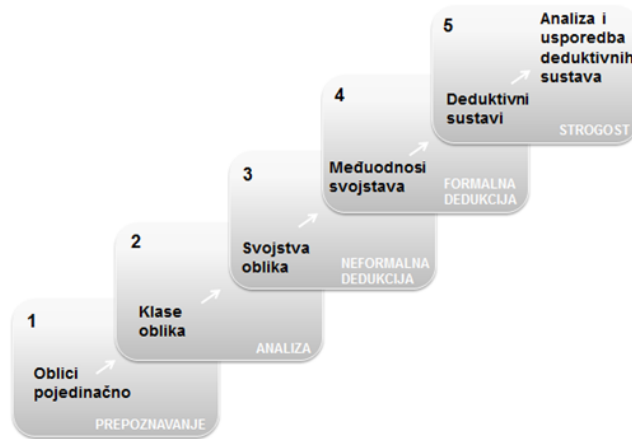 1
Oblici
pojedinačno
PREPOZNAVANJE
2
Klase
oblika
ANALIZA
3
Svojstva
oblika
NEFORMALNA
DEDUKCIJA
4
Međuodnosi
svojstava
FORMALNA
DEDUKCIJA
5
Deduktivni
sustavi
STROGOST
Analiza i
usporedba
deduktivnih
sustava